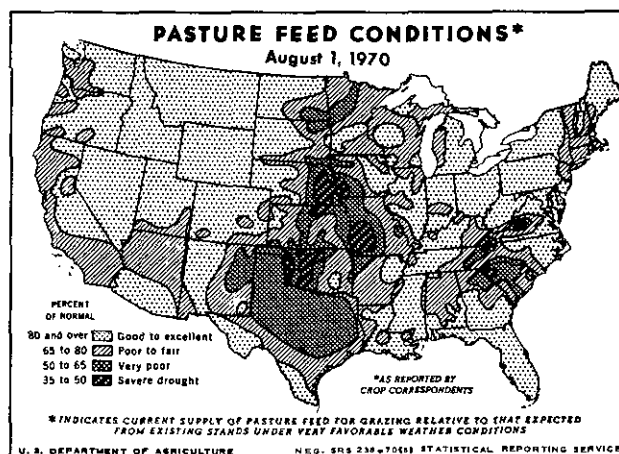 PASTURE FEED CONDITIONS*
August 1, 1970
PERCENT
OF NORMAL
80 and over Good to excellent
65 to 80 Poor to fair
50 to 65 Very poor
35 to 50 Severe drought
*AS REPORTED BY
CROP CORRESPONDENTS
*INDICATES CURRENT SUPPLY OF PASTURE FEED FOR GRAZING RELATIVE TO THAT EXPECTED
FROM EXISTING STANDS UNDER VERY FAVORABLE WEATHER CONDITIONS
U. S. DEPARTMENT OF AGRICULTURE NEG. SRS STATISTICAL REPORTING SERVICE